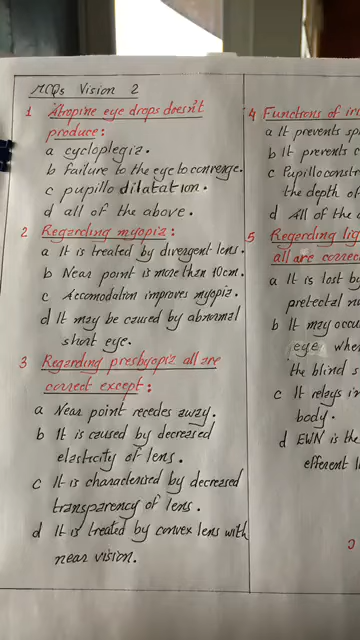 MCQs Vision 2
1 Atropine eye drops doesn't
produce:
a cycloplegia.
b failure to the eye to converge.
c pupillo dilatation.
d all of the above.
2 Regarding myopia:
a It is treated by divergent lens.
b Near point is more than 10cm.
c Accomodation improves myopia.
d It may be caused by abnormal
short eye.
3 Regarding presbyopia all are
correct except:
a Near point recedes away.
b It is caused by decreased
elasticity of lens.
c It is characterised by decreased
transparency of lens.
d It is treated by convex lens with
near vision.
4 Functions of
a It prevents
b It prevents
c Pupilloconstr
the depth of
d All of the
5 Regarding
all are correc
a It is lost by
pretectal
b It may occu
eye
the blind
c It relays
body.
d EWN is the
efferent